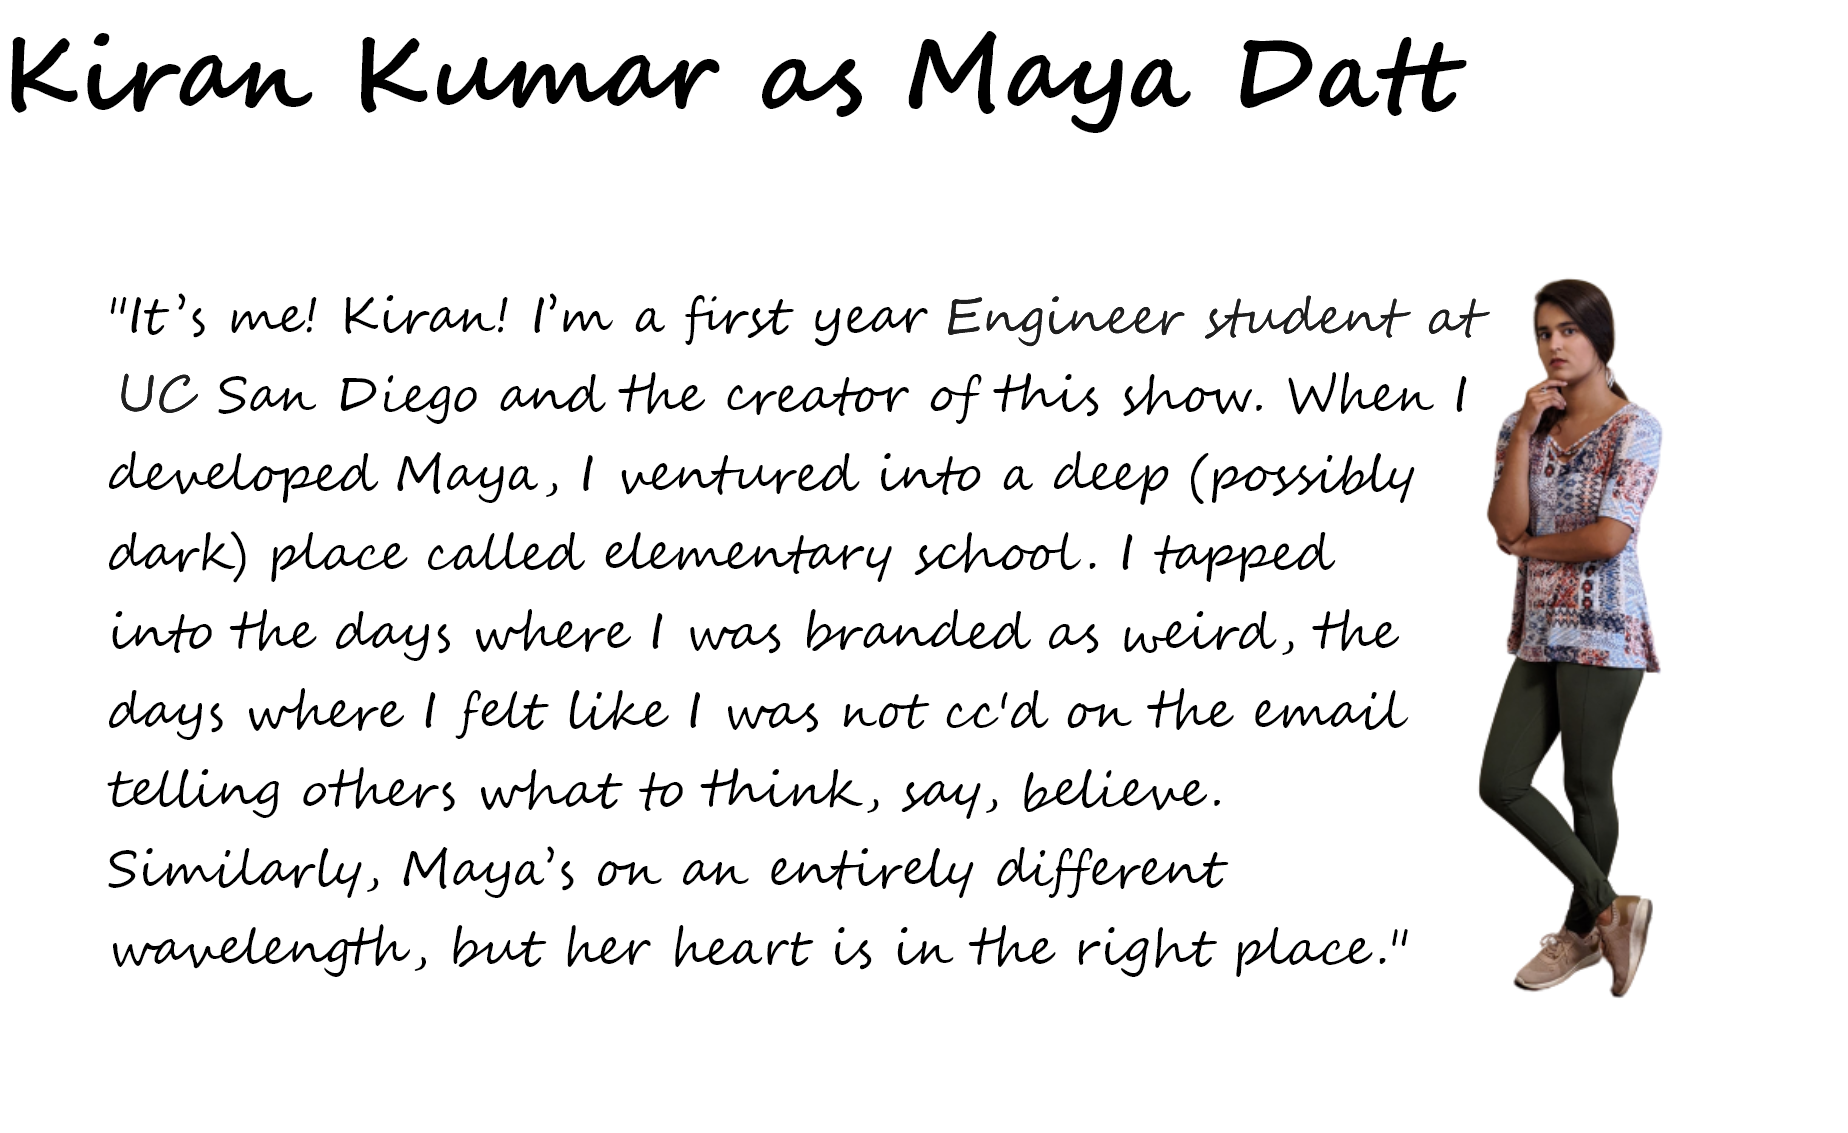 Kiran Kumar as Maya Datt
"It’s me! Kiran! I’m a first year Engineer student at
UC San Diego and the creator of this show. When I
developed Maya, I ventured into a deep (possibly
dark) place called elementary school. I tapped
into the days where I was branded as weird, the
days where I felt like I was not cc'd on the email
telling others what to think, say, believe.
Similarly, Maya’s on an entirely different
wavelength, but her heart is in the right place."